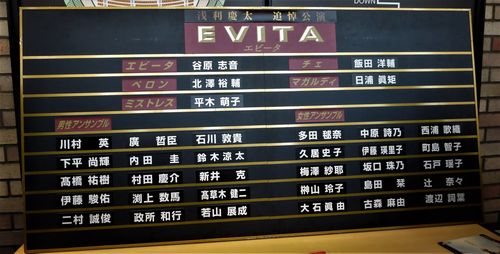 DOWN
浅利慶太 追悼公演
EVITA
エビータ
エビータ 谷原 志音 チェ 飯田 洋輔
ペロン 北澤 裕輔 マガルディ 日浦 眞矩
ミストレス 平木 萌子
男性アンサンブル 女性アンサンブル
川村 英 廣 哲臣 石川 敦貴 多田 毬奈 中原 詩乃 西浦 歌織
下平 尚輝 内田 圭 鈴木 涼太 久居 史子 伊藤 瑛里子 町島 智子
髙橋 祐樹 村田 慶介 新井 克 梅澤 紗耶 坂口 珠乃 石戸 瑶子
伊藤 駿佑 渕上 数馬 髙草木 健二 榊山 玲子 島田 栞 辻 奈々
二村 誠俊 政所 和行 若山 展成 大石 眞由 古森 麻由 渡辺 詞葉